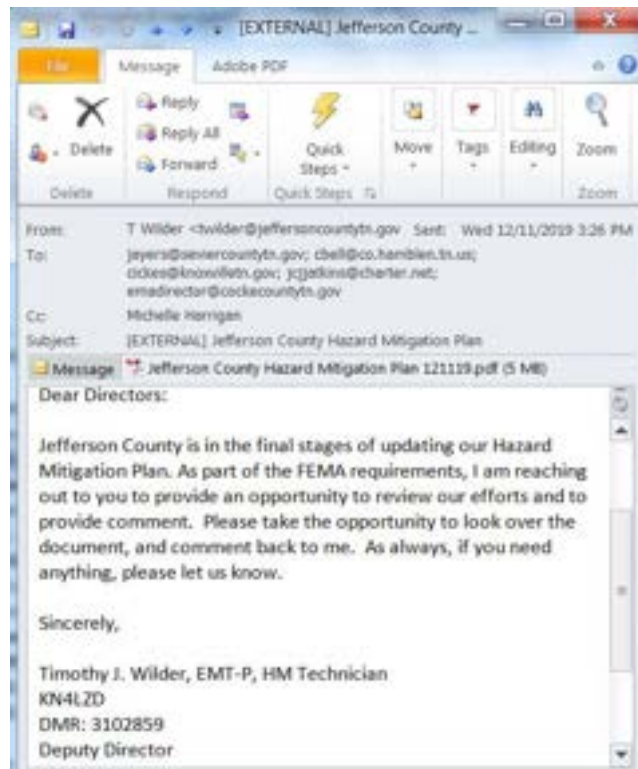 [EXTERNAL] Jefferson County ...
File Message Adobe PDF
Delete
Reply
Reply All
Forward
Quick
Steps
Move
Tags
Editing
Zoom
Delete Respond Quick Steps Zoom
From: T Wilder <twilder@jeffersoncountytn.gov Sent: Wed 12/11/2019 3:26 PM
To: jayers@seviercountytn.gov; cbell@co.hamblen.tn.us;
@knoxvilletn.gov; @charter.net;
emadirector@cockecountytn.gov
Cc: Michelle
Subject: [EXTERNAL] Jefferson County Hazard Mitigation Plan
Message Jefferson County Hazard Mitigation Plan 121119.pdf (5 MB)
Dear Directors:
Jefferson County is in the final stages of updating our Hazard
Mitigation Plan. As part of the FEMA requirements, I am reaching
out to you to provide an opportunity to review our efforts and to
provide comment. Please take the opportunity to look over the
document, and comment back to me. As always, if you need
anything, please let us know.
Sincerely,
Timothy J. Wilder, EMT-P, HM Technician
KN4LZD
DMR: 3102859
Deputy Director